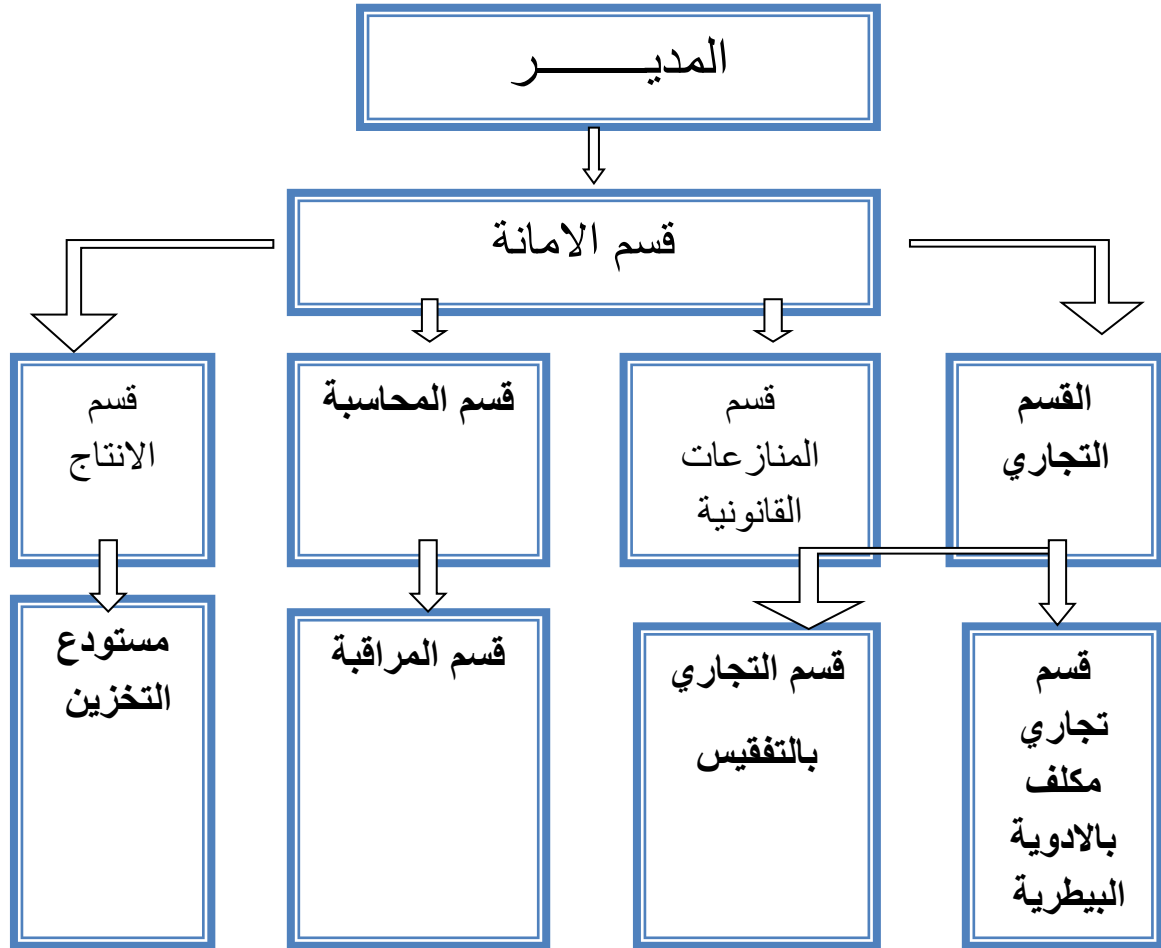 المديـــــــر
قسم الامانة
القسم
التجاري
قسم
المنازعات
القانونية
قسم المحاسبة
قسم
الانتاج
قسم
تجاري
مكلف
بالادوية
البيطرية
قسم التجاري
بالتفقيس
قسم المراقبة
مستودع
التخزين